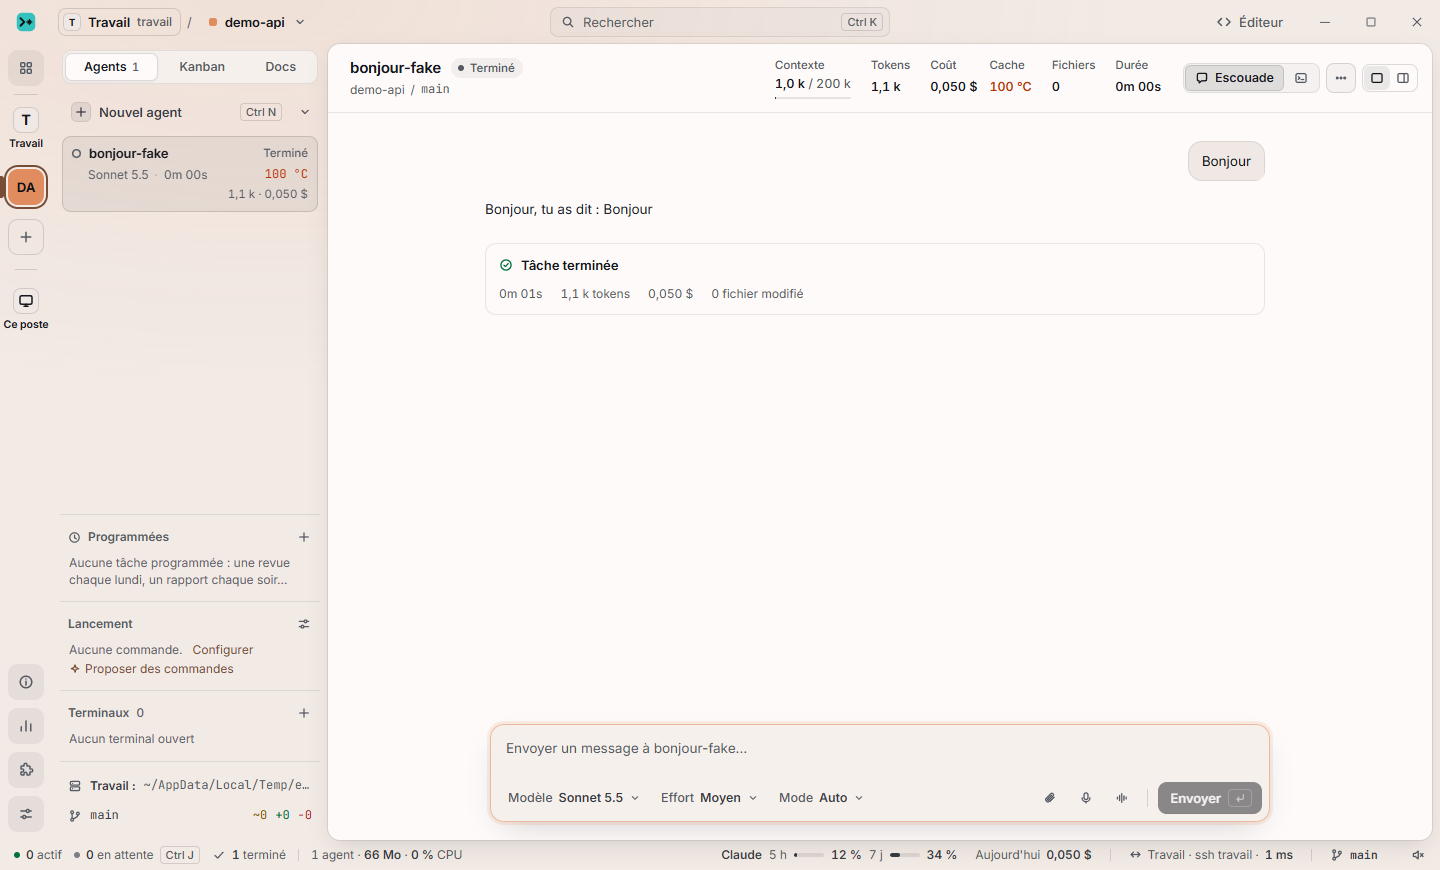 T Travail travail / demo-api
Rechercher Ctrl K
Éditeur
Agents 1 Kanban Docs
Nouvel agent Ctrl N
T
Travail
DA
Ce poste
bonjour-fake Terminé
Sonnet 5.5 · 0m 00s 100 °C
1,1 k · 0,050 $
Programmées
Aucune tâche programmée : une revue
chaque lundi, un rapport chaque soir...
Lancement
Aucune commande. Configurer
Proposer des commandes
Terminaux 0
Aucun terminal ouvert
Travail : ~/AppData/Local/Temp/e…
main ~0 +0 -0
bonjour-fake Terminé
demo-api / main
Contexte Tokens Coût Cache Fichiers Durée
1,0 k / 200 k 1,1 k 0,050 $ 100 °C 0 0m 00s
Escouade
Bonjour
Bonjour, tu as dit : Bonjour
Tâche terminée
0m 01s 1,1 k tokens 0,050 $ 0 fichier modifié
Envoyer un message à bonjour-fake...
Modèle Sonnet 5.5 Effort Moyen Mode Auto
Envoyer
0 actif 0 en attente Ctrl J 1 terminé 1 agent · 66 Mo · 0 % CPU
Claude 5 h 12 % 7 j 34 % Aujourd'hui 0,050 $ Travail · ssh travail · 1 ms main